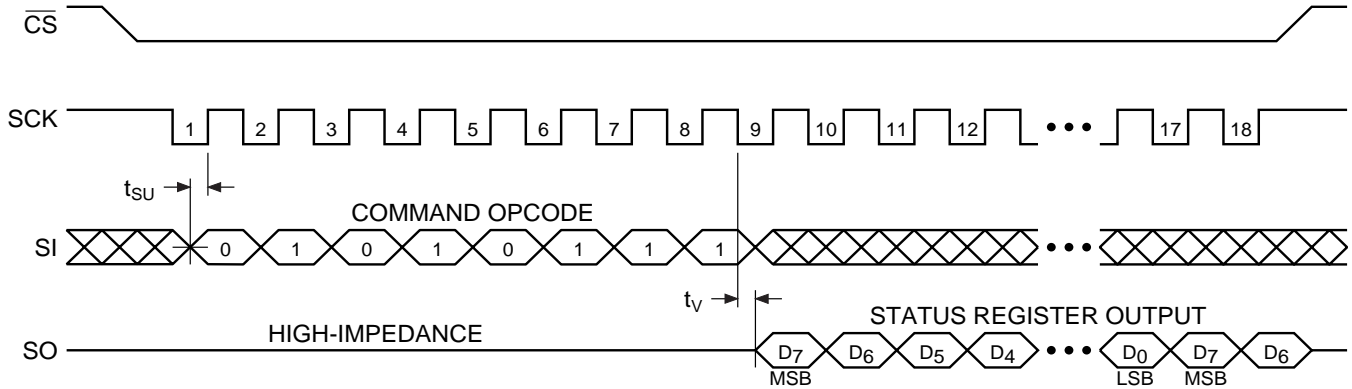 CS
SCK 1 2 3 4 5 6 7 8 9 10 11 12 ••• 17 18
tSU
COMMAND OPCODE
SI 0 1 0 1 0 1 1 1 •••
tV
HIGH-IMPEDANCE STATUS REGISTER OUTPUT
SO D7 D6 D5 D4 ••• D0 D7 D6
MSB LSB MSB